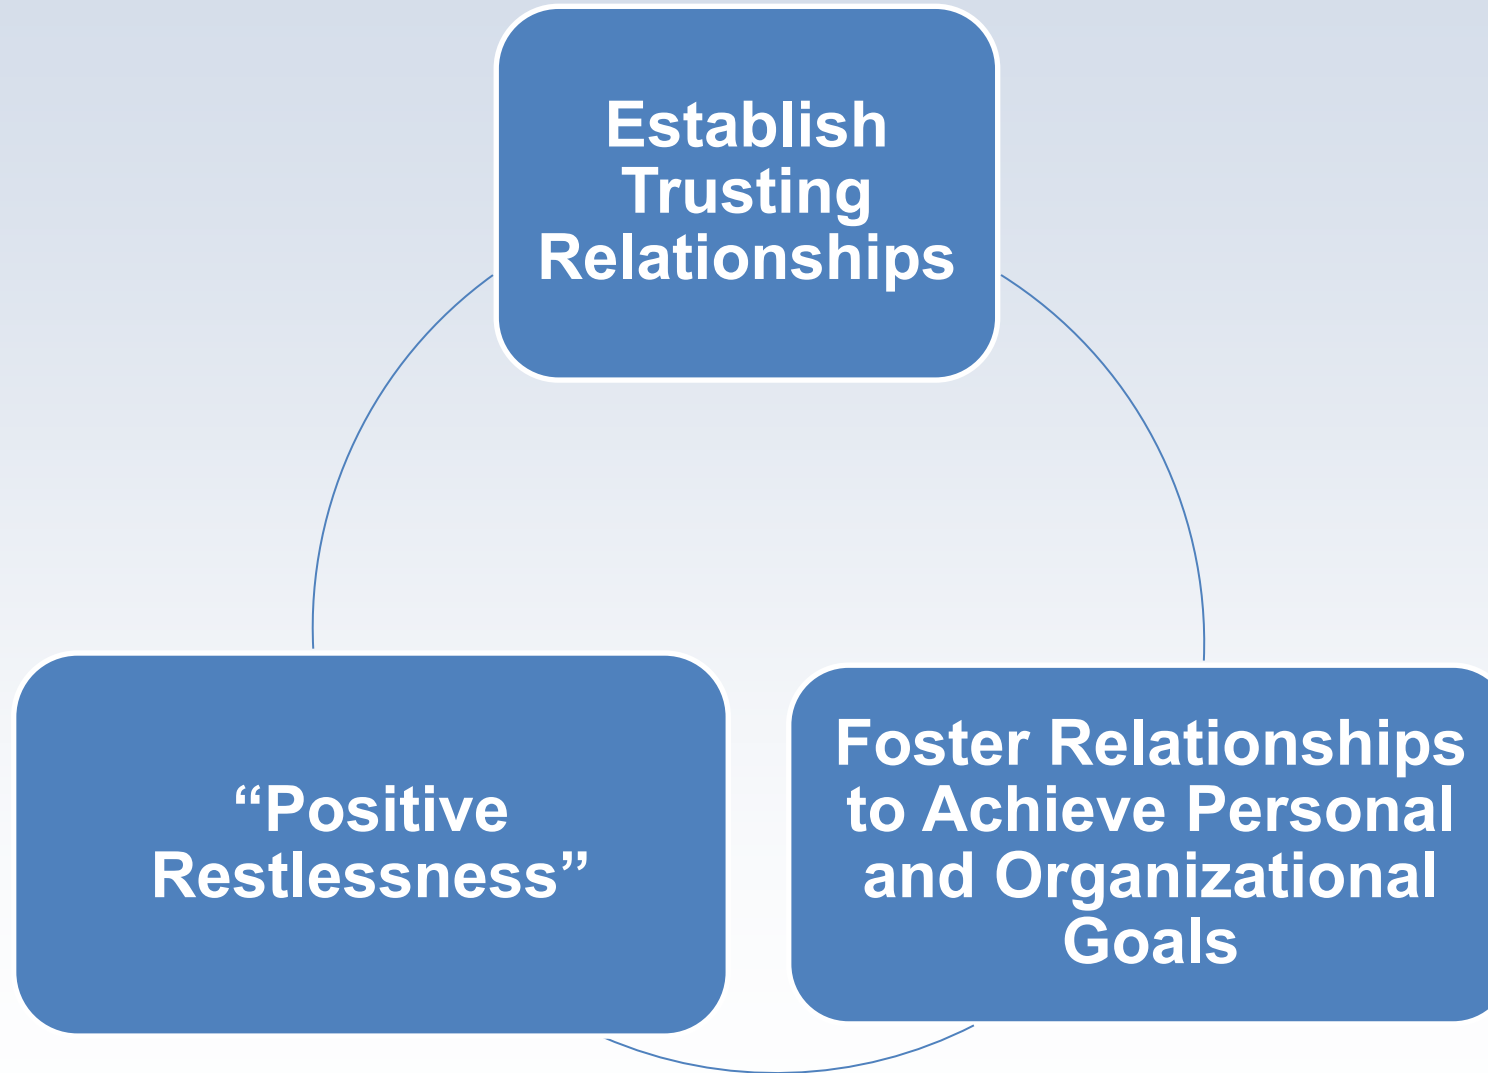 Establish
Trusting
Relationships
“Positive
Restlessness”
Foster Relationships
to Achieve Personal
and Organizational
Goals